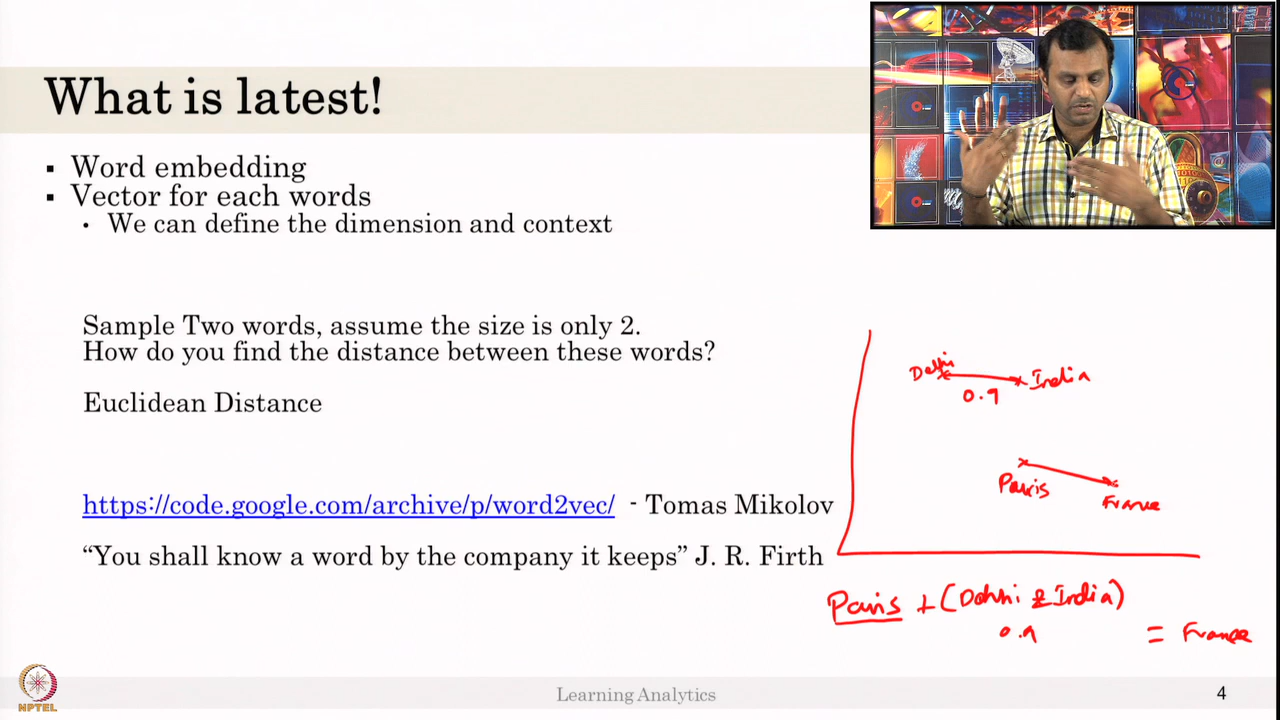 What is latest!
▪ Word embedding
▪ Vector for each words
• We can define the dimension and context
Sample Two words, assume the size is only 2.
How do you find the distance between these words?
Euclidean Distance
https://code.google.com/archive/p/word2vec/ - Tomas Mikolov
“You shall know a word by the company it keeps” J. R. Firth
Delhi
India
0.9
Paris
France
Paris + (Delhi & India)
0.9
= France
NPTEL
Learning Analytics
4